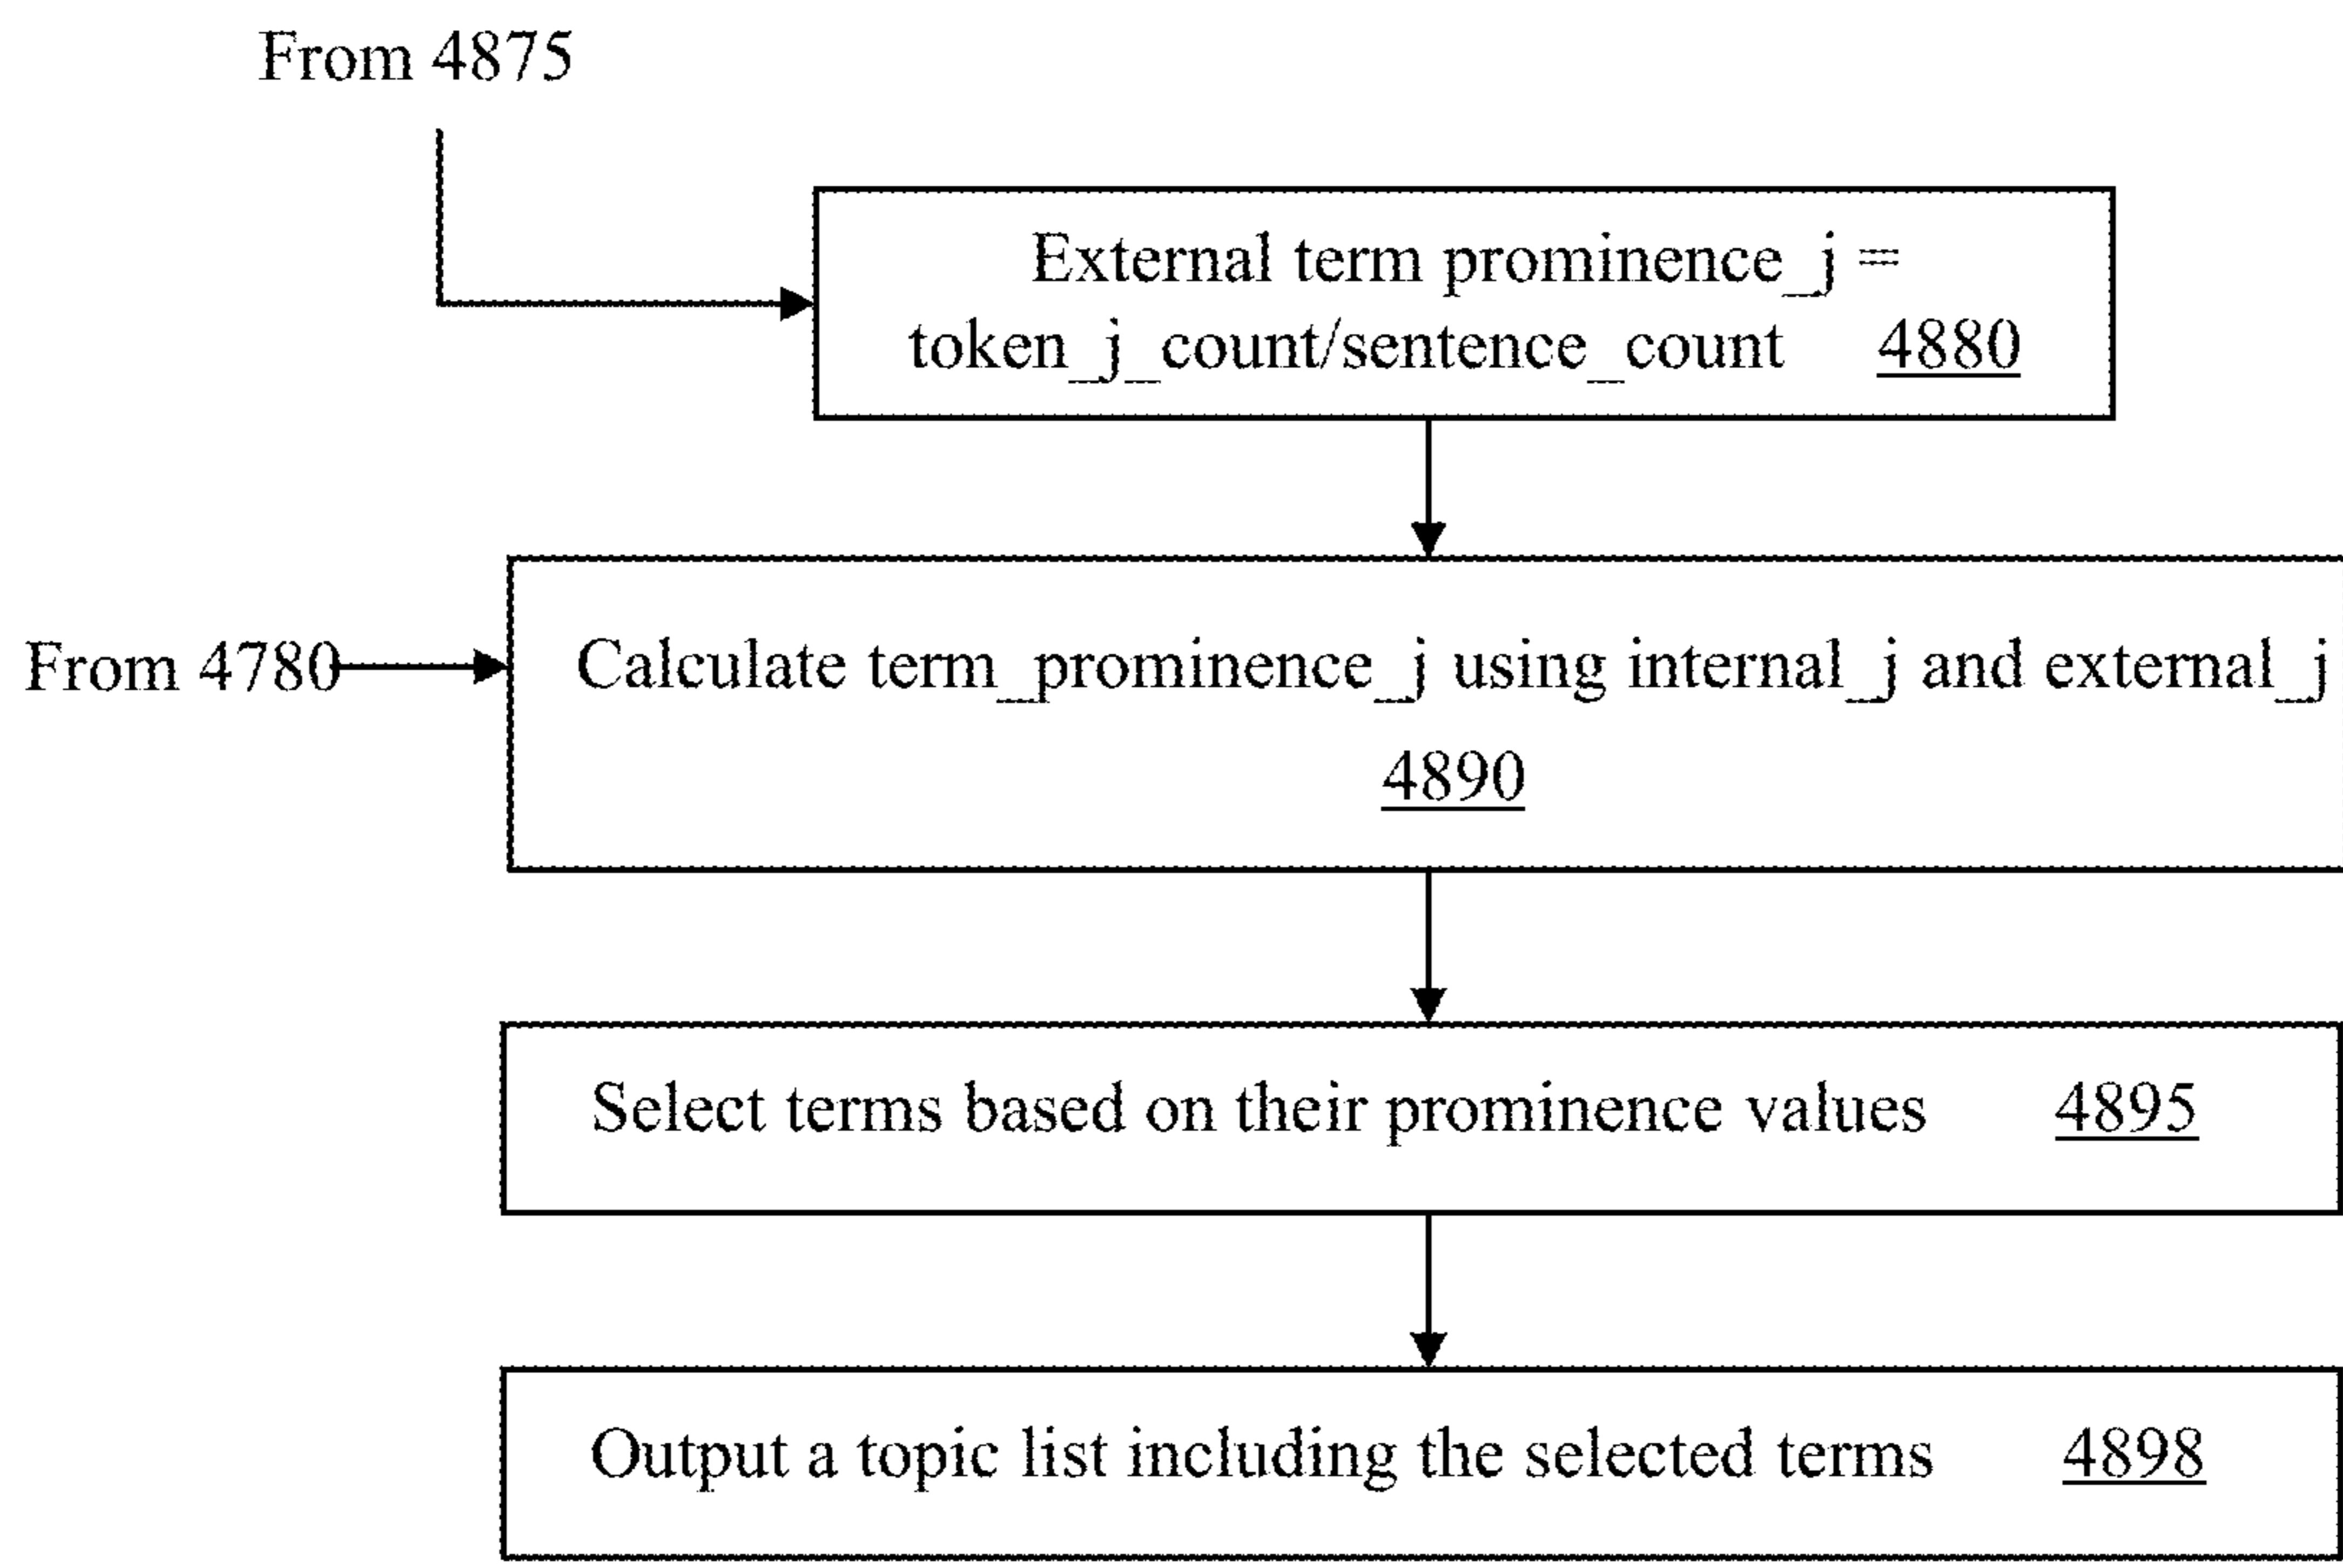 From 4875
External term prominence_j =
token_j_count/sentence_count 4880
From 4780
Calculate term_prominence_j using internal_j and external_j
4890
Select terms based on their prominence values 4895
Output a topic list including the selected terms 4898